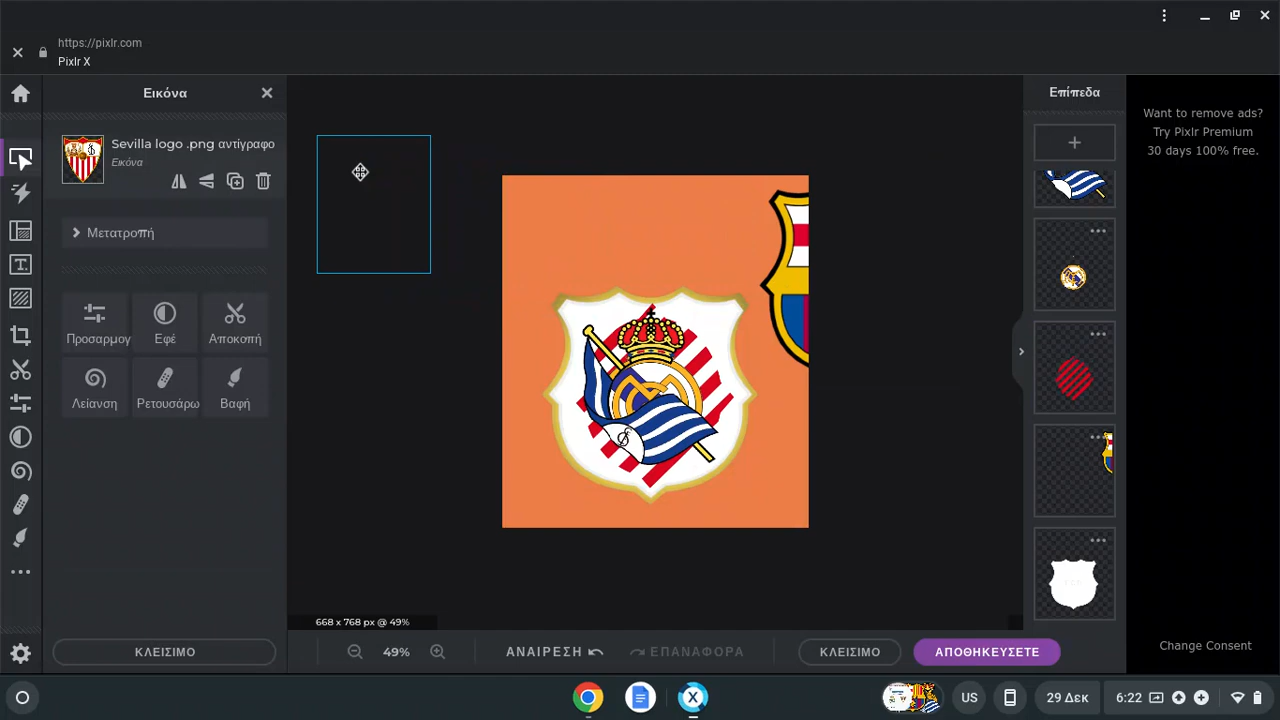 https://pixlr.com
Pixlr X
Εικόνα
Sevilla logo .png αντίγραφο
Εικόνα
Μετατροπή
Προσαρμογ
Εφέ
Αποκοπή
Λείανση
Ρετουσάρω
Βαφή
ΚΛΕΙΣΙΜΟ
668 x 768 px @ 49%
49%
ΑΝΑΙΡΕΣΗ
ΕΠΑΝΑΦΟΡΑ
ΚΛΕΙΣΙΜΟ
ΑΠΟΘΗΚΕΥΣΕΤΕ
Επίπεδα
Want to remove ads?
Try Pixlr Premium
30 days 100% free.
Change Consent
US
29 Δεκ
6:22